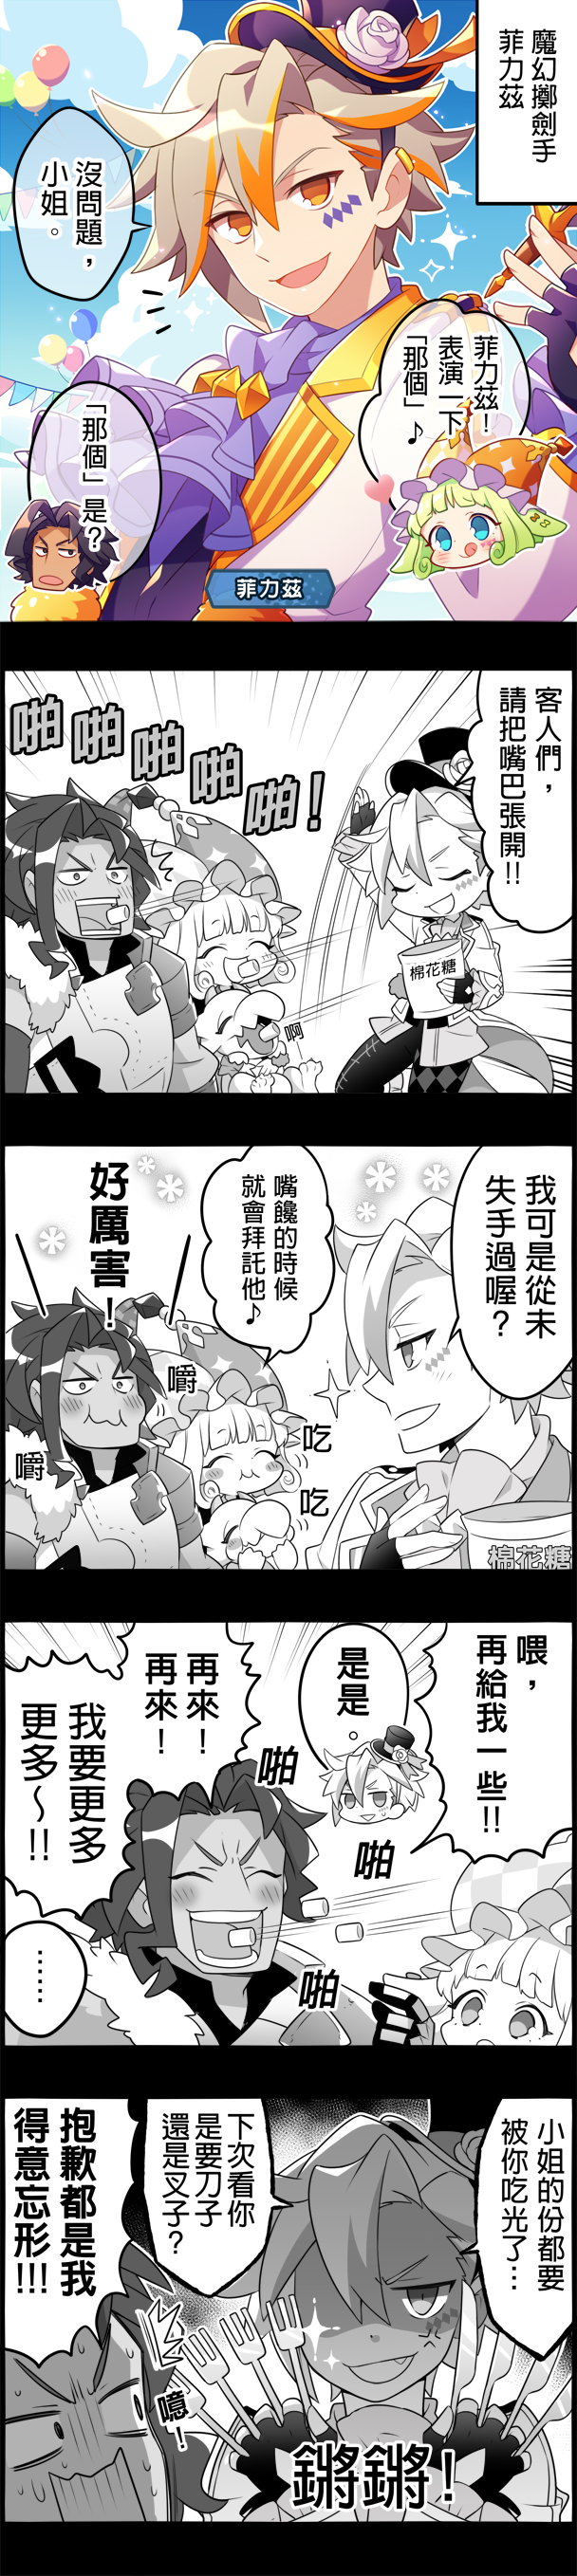 魔幻擲劍手
菲力茲
菲力茲！
表演一下
「那個」♪
沒問題，
小姐。
「那個」是？
菲力茲
客人們，
請把嘴巴張開!!
啪啪啪啪啪！
棉花糖
啊
我可是從未
失手過喔？
嘴饞的時候
就會拜託他♪
好厲害！
嚼
嚼
吃
吃
棉花糖
喂，
再給我一些!!
是是。
再來！
再來！
我要更多
更多～!!
啪
啪
啪
……
小姐的份都要
被你吃光了…
下次看你
是要刀子
還是叉子？
抱歉都是我
得意忘形!!!
噫！
鏘鏘！